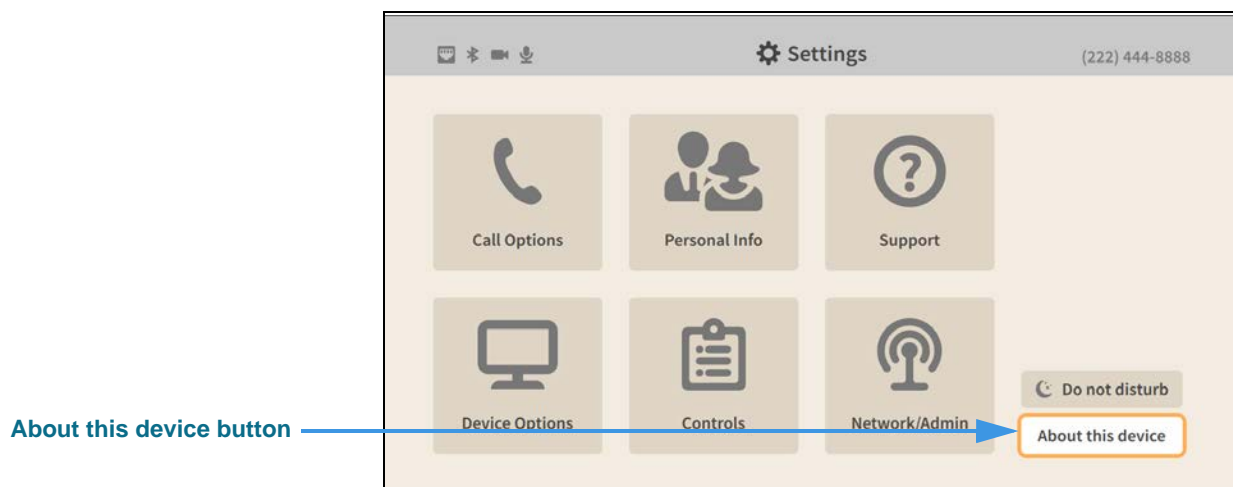 Settings
(222) 444-8888
Call Options
Personal Info
Support
Do not disturb
Device Options
Controls
Network/Admin
About this device
About this device button